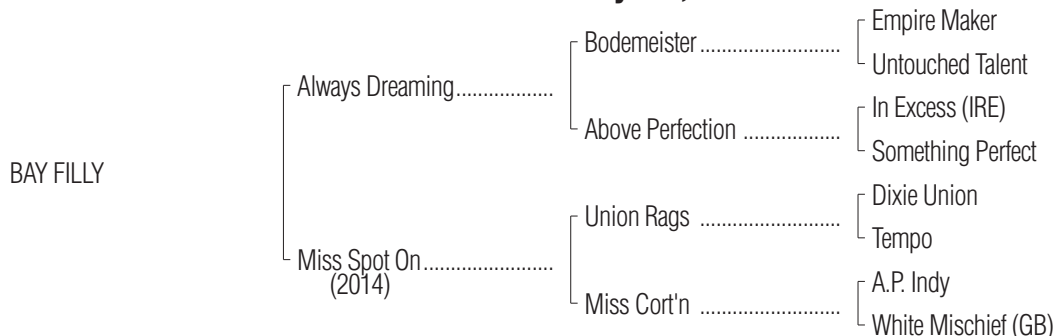 Empire Maker
Bodemeister ..............................
Untouched Talent
Always Dreaming...................
In Excess (IRE)
Above Perfection ....................
Something Perfect
BAY FILLY
Dixie Union
Union Rags .............................
Tempo
Miss Spot On..........................
(2014)
A.P. Indy
Miss Cort'n .............................
White Mischief (GB)